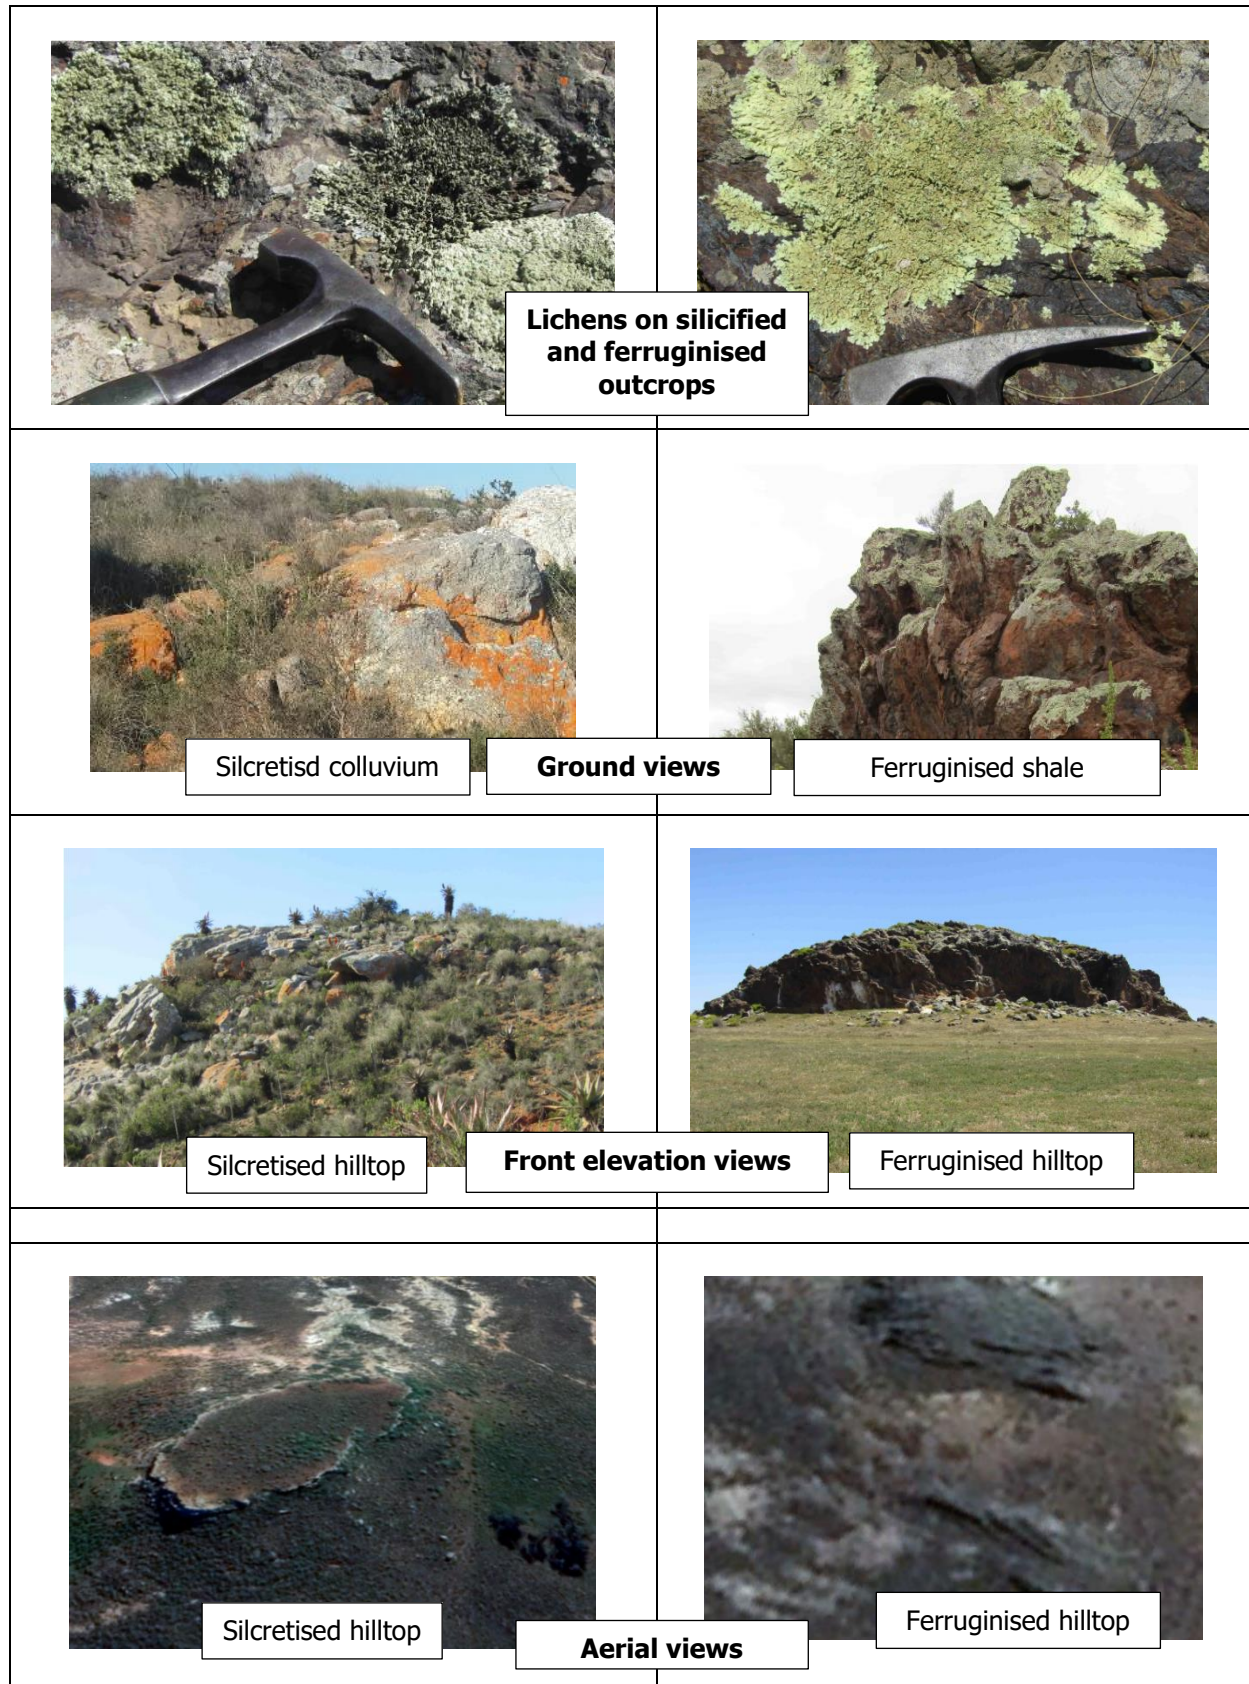 Lichens on silicified
and ferruginised
outcrops
Silcretisd colluvium
Ground views
Ferruginised shale
Silcretised hilltop
Front elevation views
Ferruginised hilltop
Silcretised hilltop
Aerial views
Ferruginised hilltop